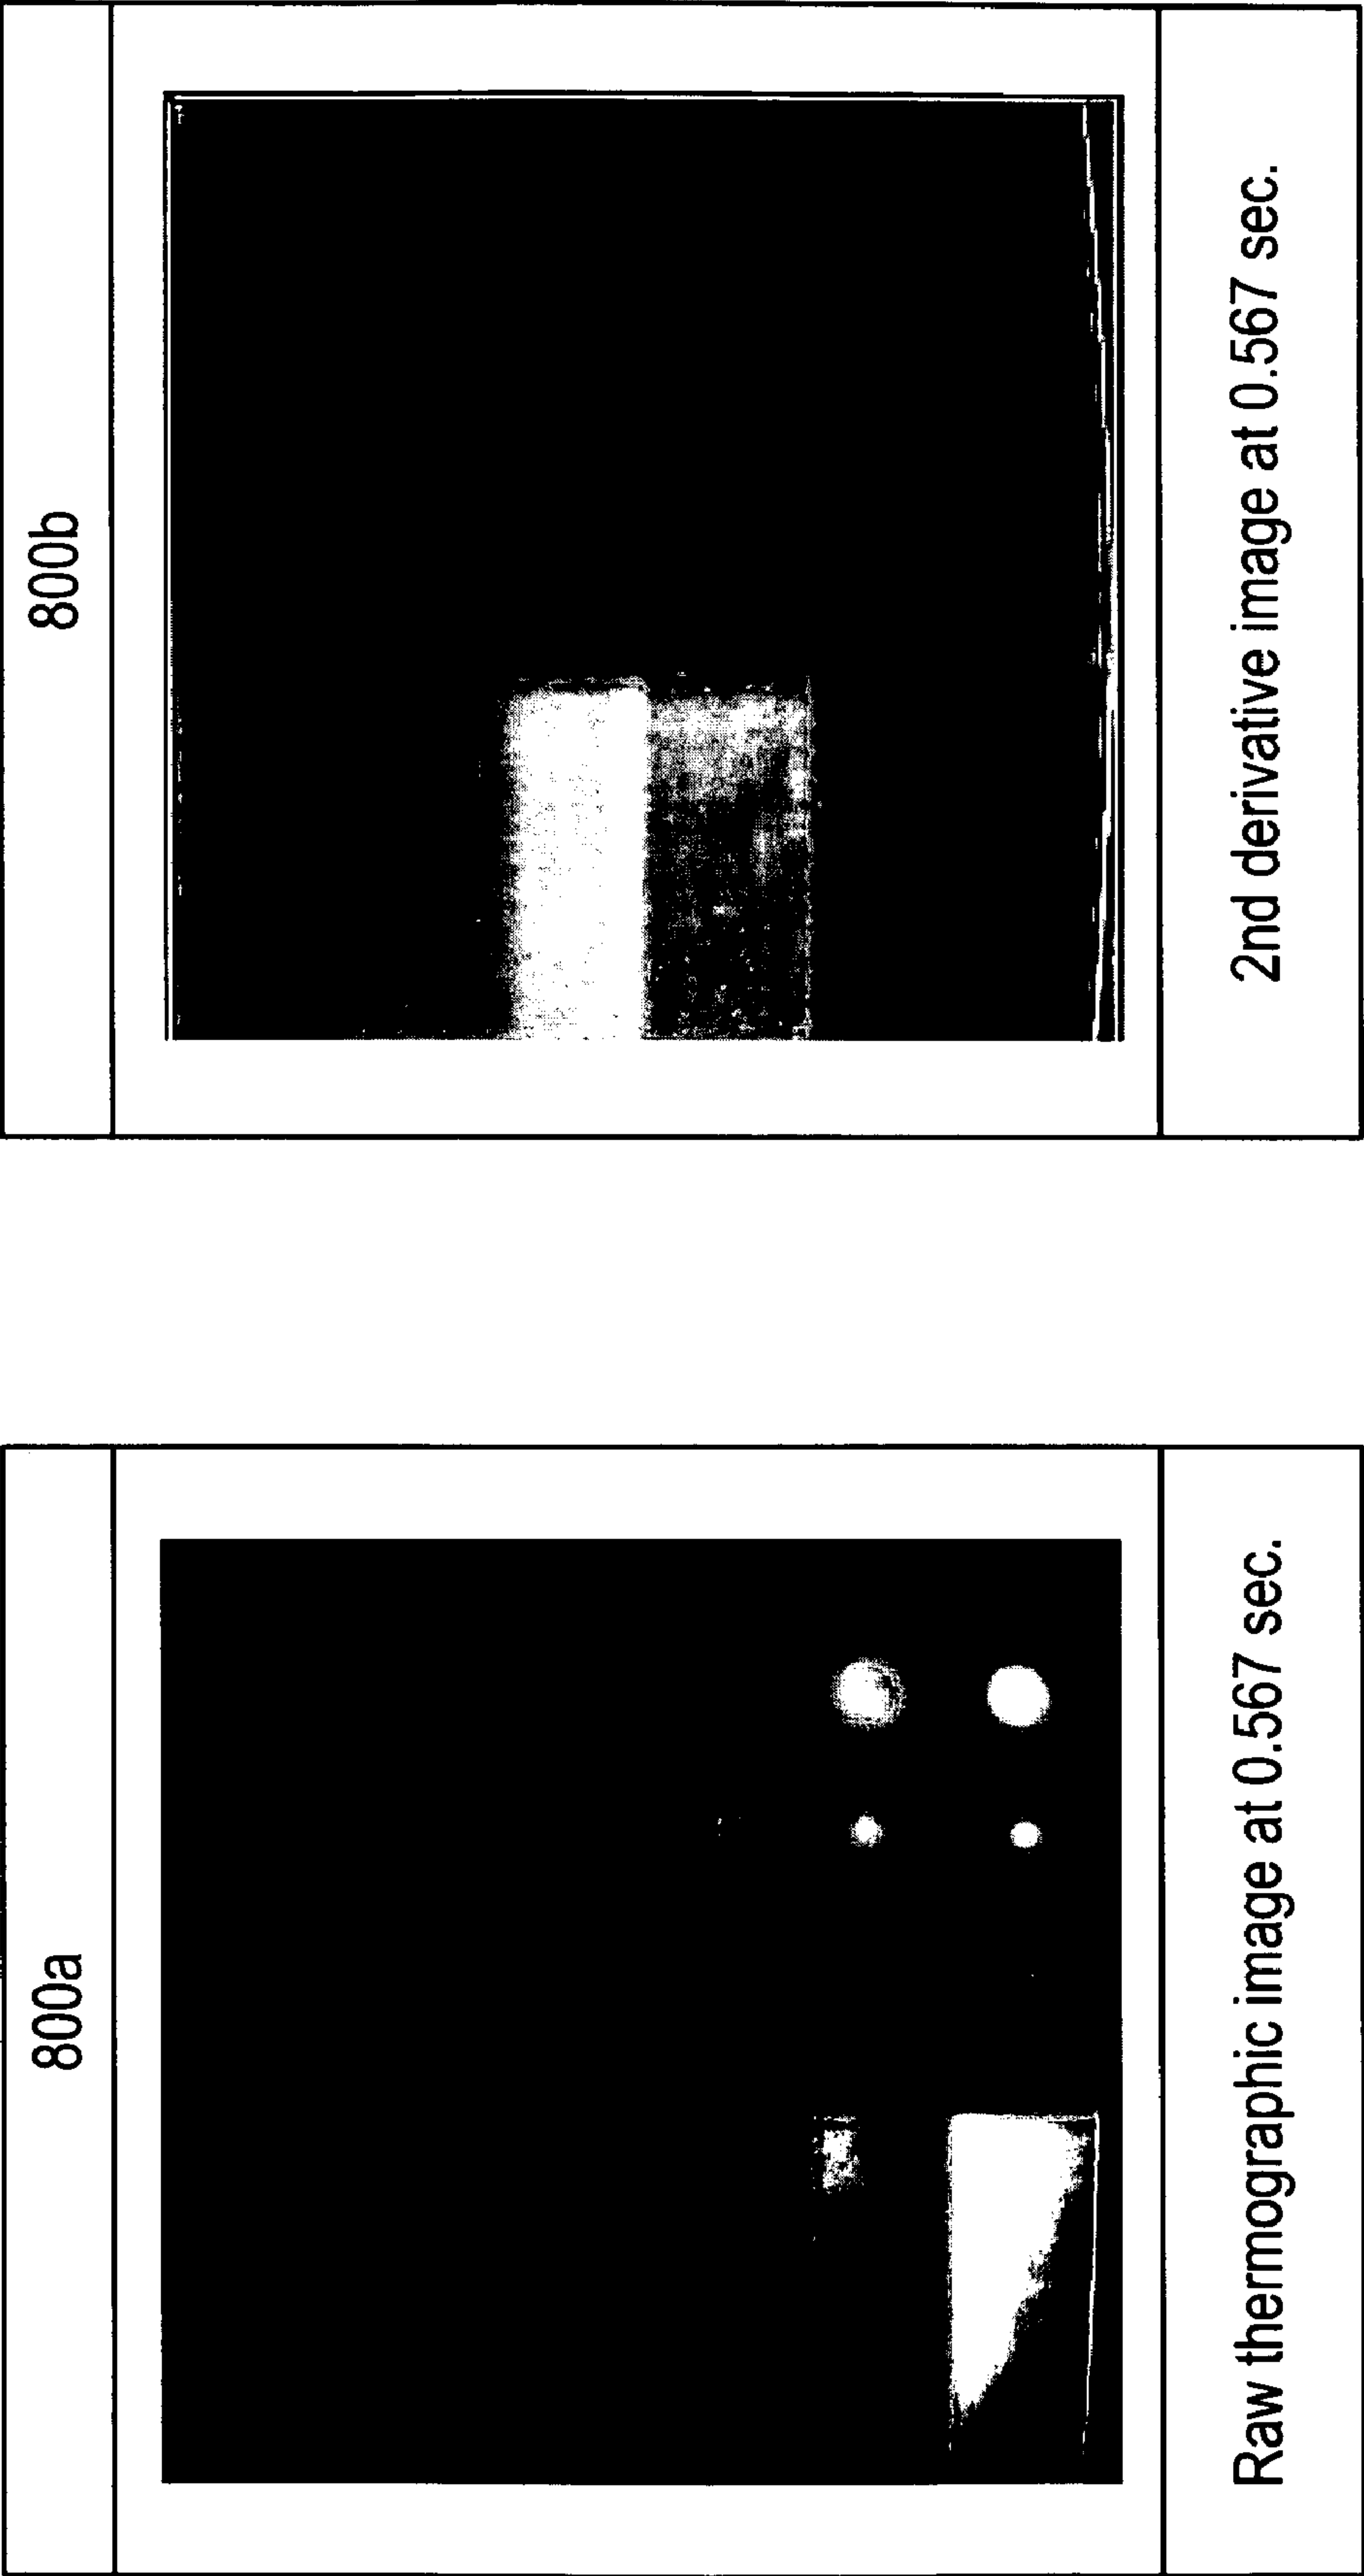 800a
Raw thermographic image at 0.567 sec.
800b
2nd derivative image at 0.567 sec.